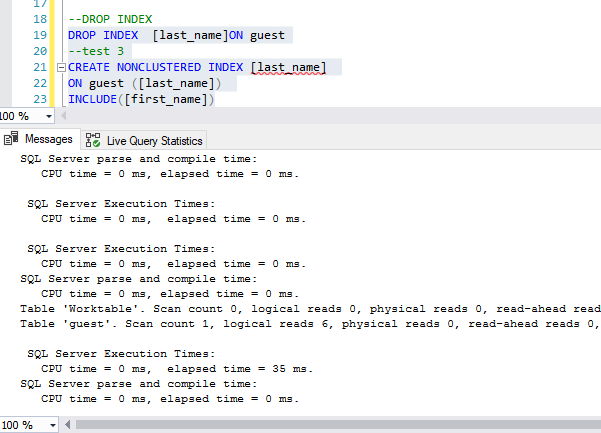 17
18 --DROP INDEX
19 DROP INDEX [last_name]ON guest
20 --test 3
21 CREATE NONCLUSTERED INDEX [last_name]
22 ON guest ([last_name])
23 INCLUDE([first_name])
100 %
Messages Live Query Statistics
SQL Server parse and compile time:
CPU time = 0 ms, elapsed time = 0 ms.
SQL Server Execution Times:
CPU time = 0 ms,  elapsed time = 0 ms.
SQL Server Execution Times:
CPU time = 0 ms,  elapsed time = 0 ms.
SQL Server parse and compile time:
CPU time = 0 ms, elapsed time = 0 ms.
Table 'Worktable'. Scan count 0, logical reads 0, physical reads 0, read-ahead read
Table 'guest'. Scan count 1, logical reads 6, physical reads 0, read-ahead reads 0,
SQL Server Execution Times:
CPU time = 0 ms,  elapsed time = 35 ms.
SQL Server parse and compile time:
CPU time = 0 ms, elapsed time = 0 ms.
100 %